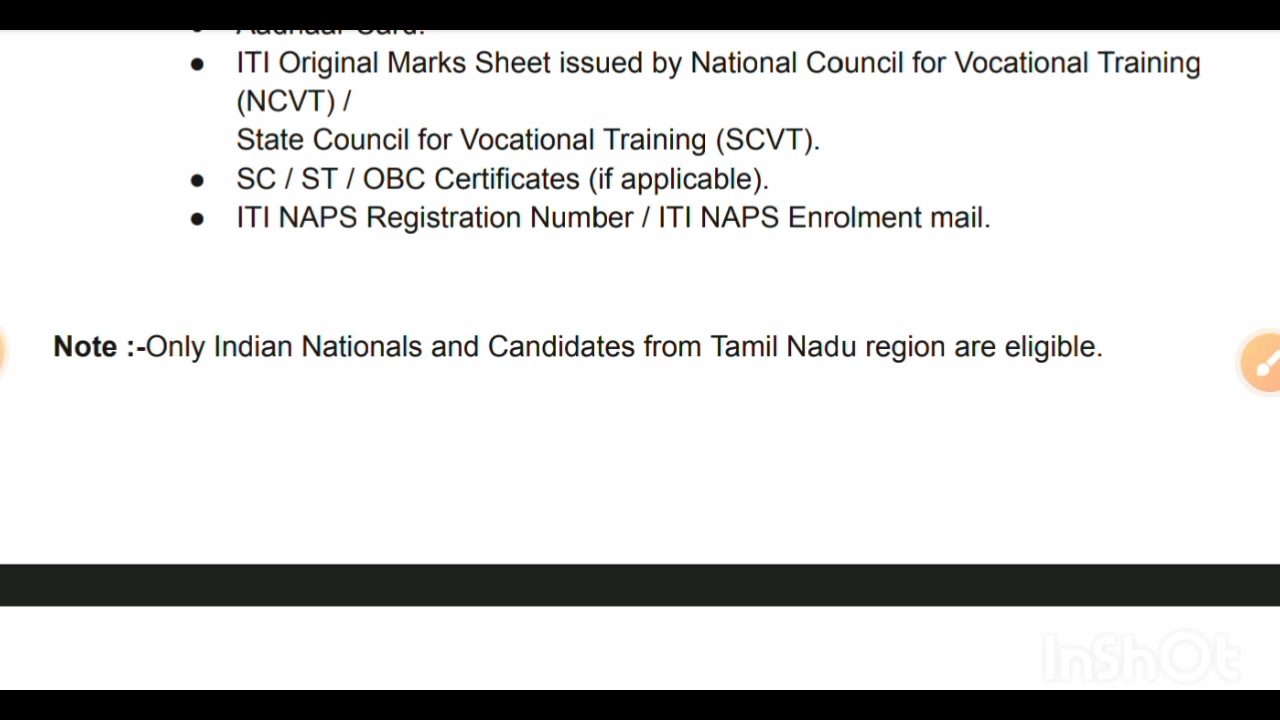 Aadhaar Card.
● ITI Original Marks Sheet issued by National Council for Vocational Training
(NCVT) /
State Council for Vocational Training (SCVT).
● SC / ST / OBC Certificates (if applicable).
● ITI NAPS Registration Number / ITI NAPS Enrolment mail.
Note :-Only Indian Nationals and Candidates from Tamil Nadu region are eligible.
InShOt